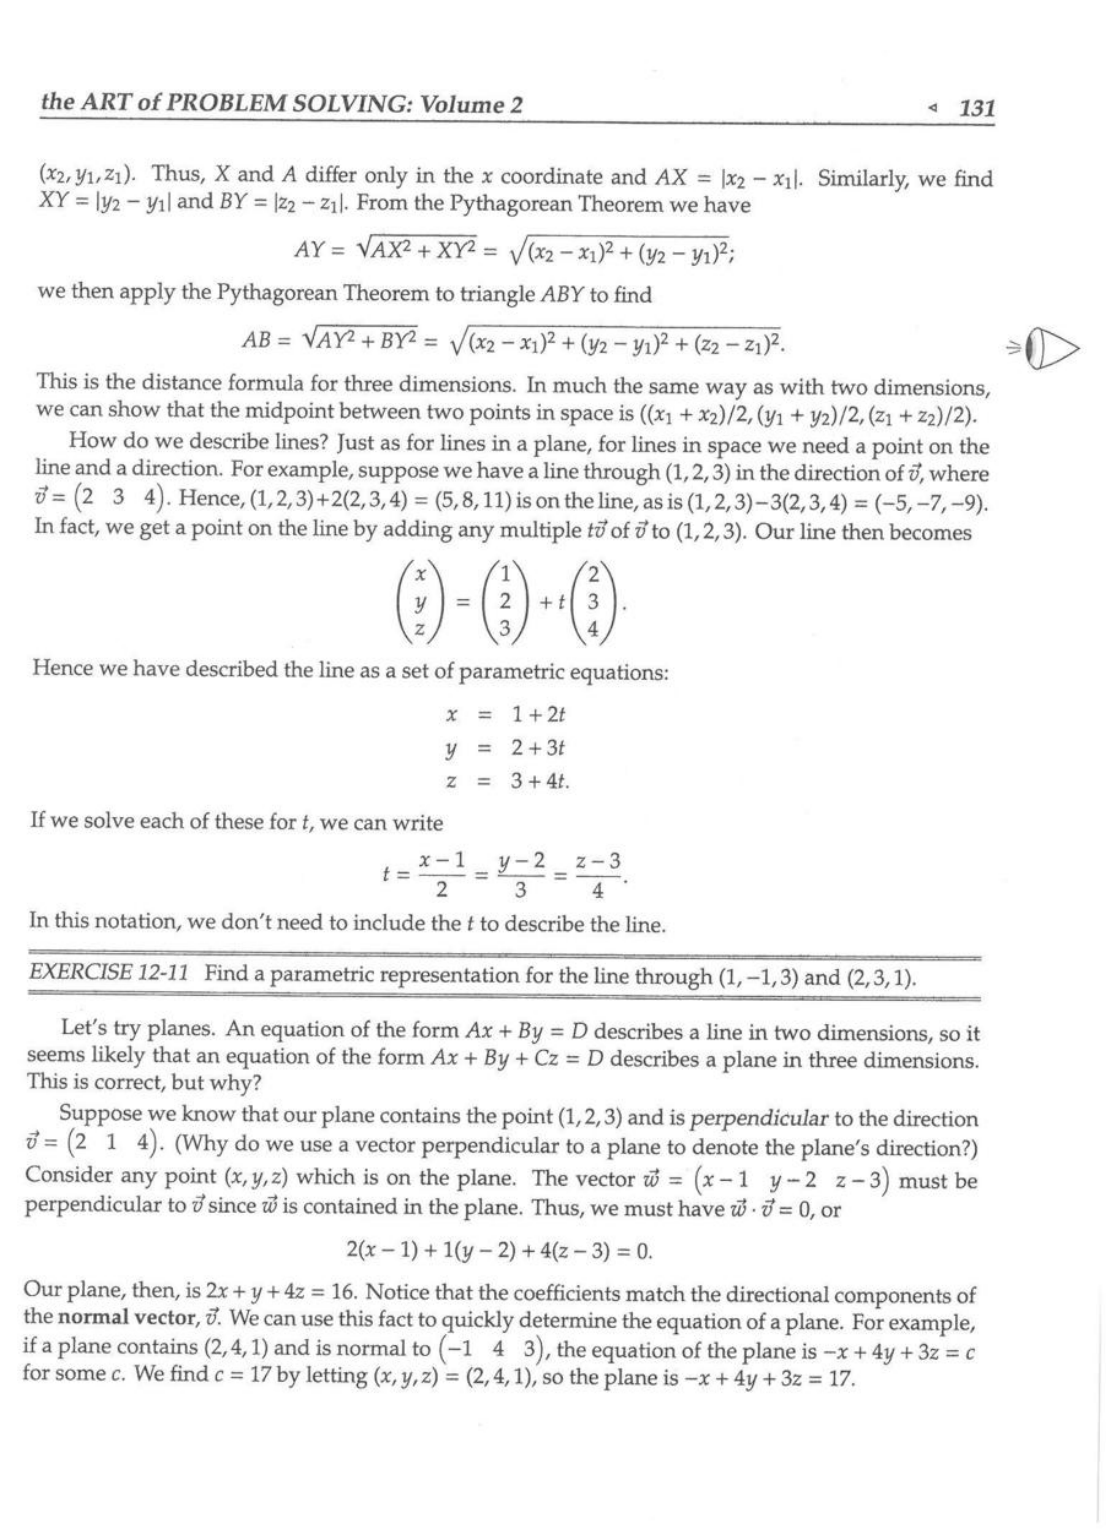 the ART of PROBLEM SOLVING: Volume 2 ◃ 131
(x₂, y₁, z₁). Thus, X and A differ only in the x coordinate and AX = |x₂ − x₁|. Similarly, we find
XY = |y₂ − y₁| and BY = |z₂ − z₁|. From the Pythagorean Theorem we have
AY = √(AX² + XY²) = √((x₂ − x₁)² + (y₂ − y₁)²);
we then apply the Pythagorean Theorem to triangle ABY to find
AB = √(AY² + BY²) = √((x₂ − x₁)² + (y₂ − y₁)² + (z₂ − z₁)²).
This is the distance formula for three dimensions. In much the same way as with two dimensions,
we can show that the midpoint between two points in space is ((x₁ + x₂)/2, (y₁ + y₂)/2, (z₁ + z₂)/2).
How do we describe lines? Just as for lines in a plane, for lines in space we need a point on the
line and a direction. For example, suppose we have a line through (1, 2, 3) in the direction of v⃗, where
v⃗ = (2 3 4). Hence, (1, 2, 3)+2(2, 3, 4) = (5, 8, 11) is on the line, as is (1, 2, 3)−3(2, 3, 4) = (−5, −7, −9).
In fact, we get a point on the line by adding any multiple tv⃗ of v⃗ to (1, 2, 3). Our line then becomes
(x y z) = (1 2 3) + t (2 3 4).
Hence we have described the line as a set of parametric equations:
x = 1 + 2t
y = 2 + 3t
z = 3 + 4t.
If we solve each of these for t, we can write
t = (x − 1)/2 = (y − 2)/3 = (z − 3)/4.
In this notation, we don't need to include the t to describe the line.
EXERCISE 12-11 Find a parametric representation for the line through (1, −1, 3) and (2, 3, 1).
Let's try planes. An equation of the form Ax + By = D describes a line in two dimensions, so it
seems likely that an equation of the form Ax + By + Cz = D describes a plane in three dimensions.
This is correct, but why?
Suppose we know that our plane contains the point (1, 2, 3) and is perpendicular to the direction
v⃗ = (2 1 4). (Why do we use a vector perpendicular to a plane to denote the plane's direction?)
Consider any point (x, y, z) which is on the plane. The vector w⃗ = (x − 1 y − 2 z − 3) must be
perpendicular to v⃗ since w⃗ is contained in the plane. Thus, we must have w⃗ · v⃗ = 0, or
2(x − 1) + 1(y − 2) + 4(z − 3) = 0.
Our plane, then, is 2x + y + 4z = 16. Notice that the coefficients match the directional components of
the normal vector, v⃗. We can use this fact to quickly determine the equation of a plane. For example,
if a plane contains (2, 4, 1) and is normal to (−1 4 3), the equation of the plane is −x + 4y + 3z = c
for some c. We find c = 17 by letting (x, y, z) = (2, 4, 1), so the plane is −x + 4y + 3z = 17.